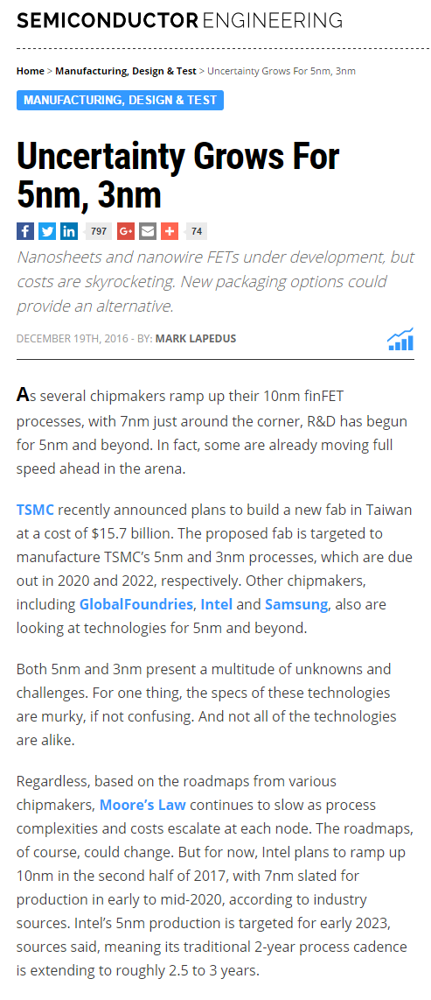 SEMICONDUCTOR ENGINEERING
Home > Manufacturing, Design & Test > Uncertainty Grows For 5nm, 3nm
MANUFACTURING, DESIGN & TEST
Uncertainty Grows For
5nm, 3nm
f in 797 G+ + 74
Nanosheets and nanowire FETs under development, but
costs are skyrocketing. New packaging options could
provide an alternative.
DECEMBER 19TH, 2016 - BY: MARK LAPEDUS
As several chipmakers ramp up their 10nm finFET
processes, with 7nm just around the corner, R&D has begun
for 5nm and beyond. In fact, some are already moving full
speed ahead in the arena.
TSMC recently announced plans to build a new fab in Taiwan
at a cost of $15.7 billion. The proposed fab is targeted to
manufacture TSMC’s 5nm and 3nm processes, which are due
out in 2020 and 2022, respectively. Other chipmakers,
including GlobalFoundries, Intel and Samsung, also are
looking at technologies for 5nm and beyond.
Both 5nm and 3nm present a multitude of unknowns and
challenges. For one thing, the specs of these technologies
are murky, if not confusing. And not all of the technologies
are alike.
Regardless, based on the roadmaps from various
chipmakers, Moore’s Law continues to slow as process
complexities and costs escalate at each node. The roadmaps,
of course, could change. But for now, Intel plans to ramp up
10nm in the second half of 2017, with 7nm slated for
production in early to mid-2020, according to industry
sources. Intel’s 5nm production is targeted for early 2023,
sources said, meaning its traditional 2-year process cadence
is extending to roughly 2.5 to 3 years.